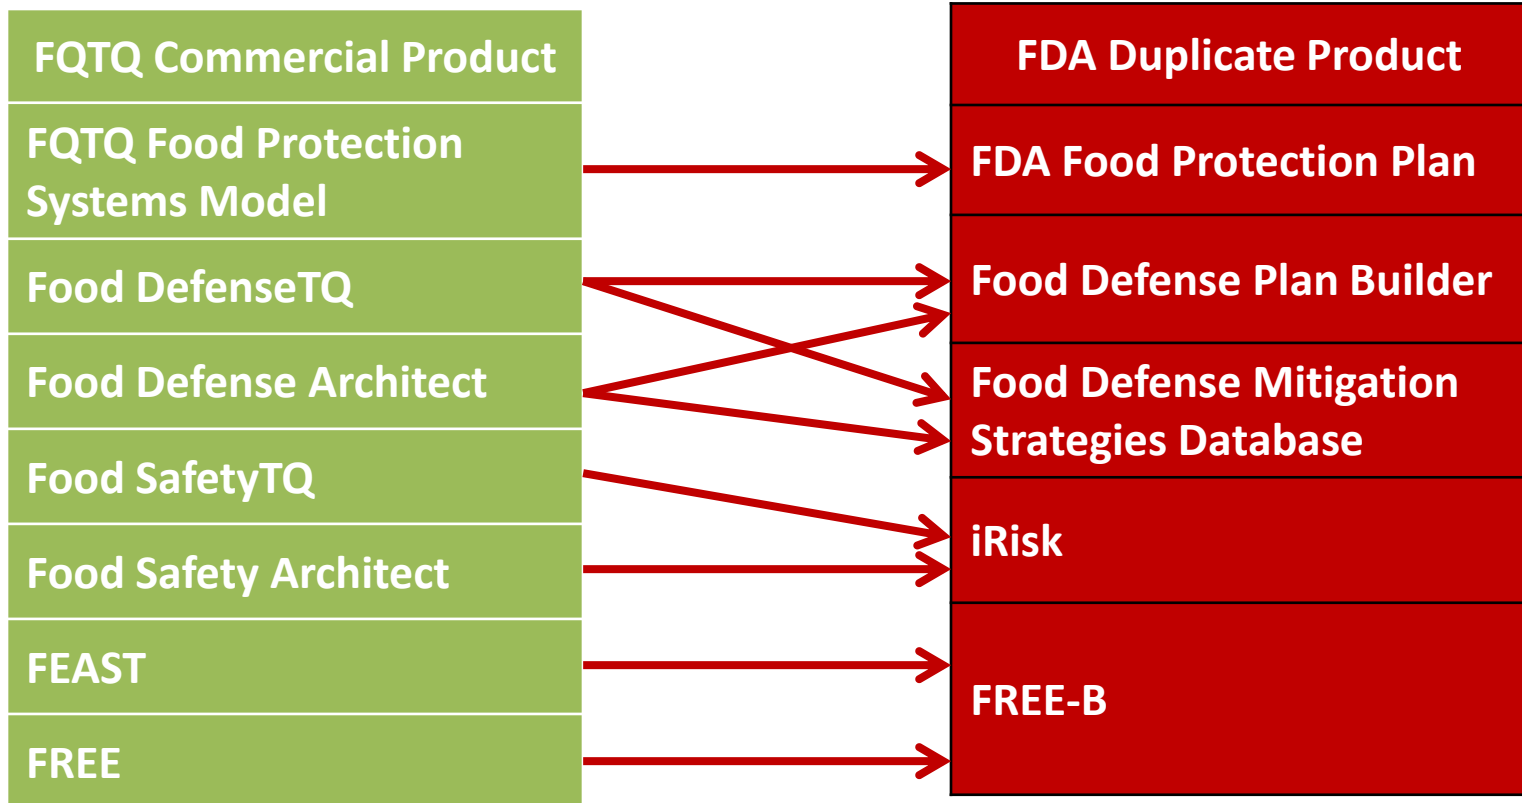 FQTQ Commercial Product
FQTQ Food Protection
Systems Model
Food DefenseTQ
Food Defense Architect
Food SafetyTQ
Food Safety Architect
FEAST
FREE
FDA Duplicate Product
FDA Food Protection Plan
Food Defense Plan Builder
Food Defense Mitigation
Strategies Database
iRisk
FREE-B